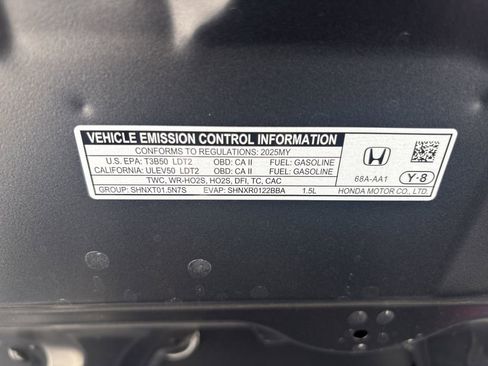 VEHICLE EMISSION CONTROL INFORMATION
CONFORMS TO REGULATIONS: 2025MY
U.S. EPA: T3B50 LDT2 OBD: CA II FUEL: GASOLINE
CALIFORNIA: ULEV50 LDT2 OBD: CA II FUEL: GASOLINE
TWC, WR-HO2S, HO2S, DFI, TC, CAC
GROUP: SHNXT01.5N7S EVAP: SHNXR0122BBA 1.5L
68A-AA1 Y-8
HONDA MOTOR CO., LTD.